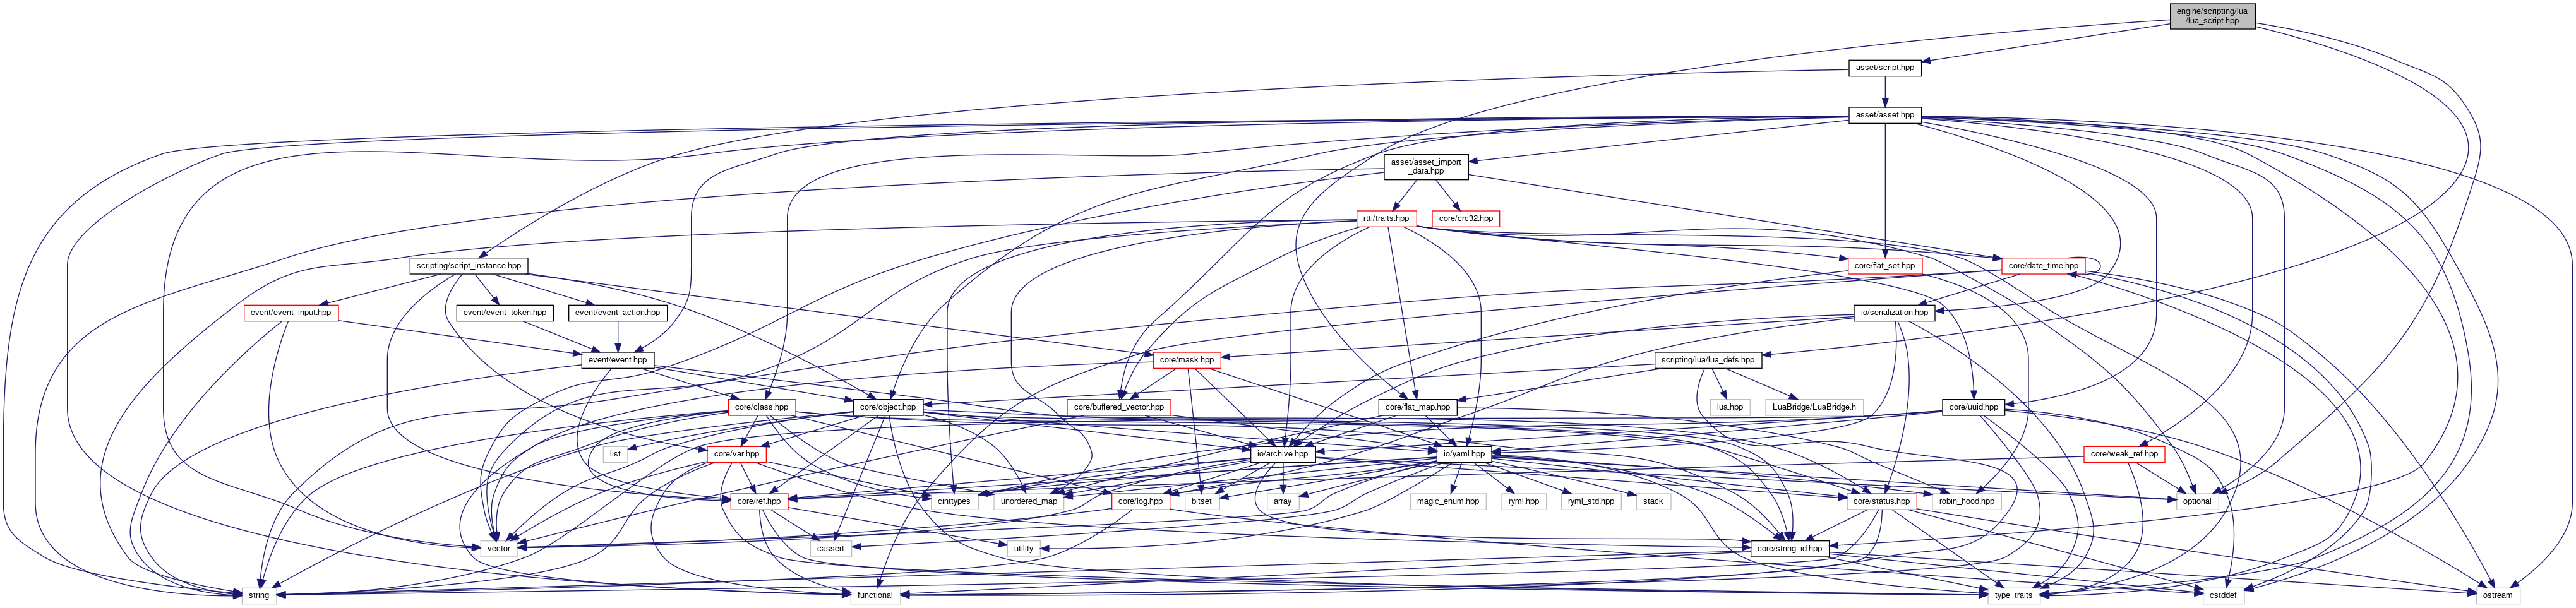 engine/scripting/lua
/lua_script.hpp
asset/script.hpp
asset/asset.hpp
asset/asset_import
_data.hpp
rtti/traits.hpp
core/crc32.hpp
scripting/script_instance.hpp
core/flat_set.hpp
core/date_time.hpp
event/event_input.hpp
event/event_token.hpp
event/event_action.hpp
io/serialization.hpp
event/event.hpp
core/mask.hpp
scripting/lua/lua_defs.hpp
core/class.hpp
core/object.hpp
core/buffered_vector.hpp
core/flat_map.hpp
lua.hpp
LuaBridge/LuaBridge.h
core/uuid.hpp
list
core/var.hpp
io/archive.hpp
io/yaml.hpp
core/weak_ref.hpp
core/ref.hpp
cinttypes
unordered_map
core/log.hpp
bitset
array
magic_enum.hpp
ryml.hpp
ryml_std.hpp
stack
core/status.hpp
robin_hood.hpp
optional
vector
cassert
utility
core/string_id.hpp
string
functional
type_traits
cstddef
ostream